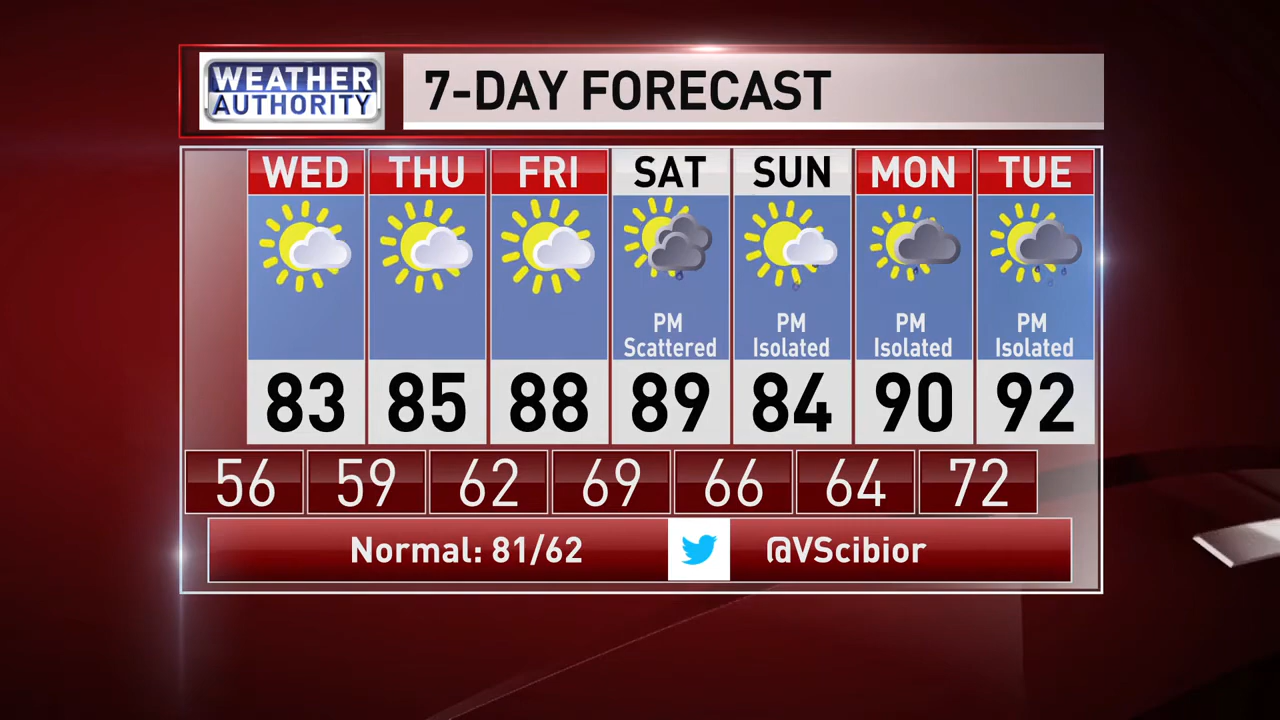 WEATHER
AUTHORITY
7-DAY FORECAST
WED THU FRI SAT SUN MON TUE
PM PM PM PM
Scattered Isolated Isolated Isolated
83 85 88 89 84 90 92
56 59 62 69 66 64 72
Normal: 81/62 @VScibior